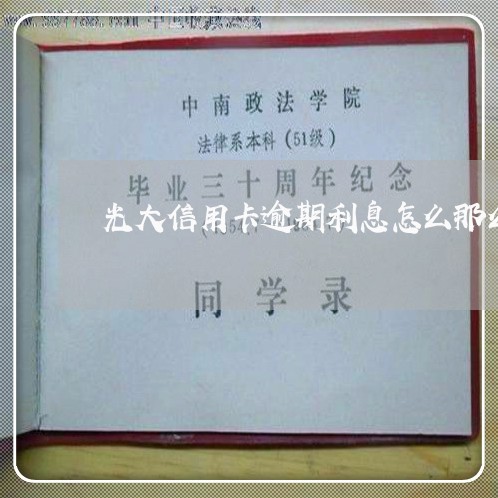 中南政法学院
法律系本科(51级)
毕业三十周年纪念
光大信用卡逾期利息怎么那
同学录